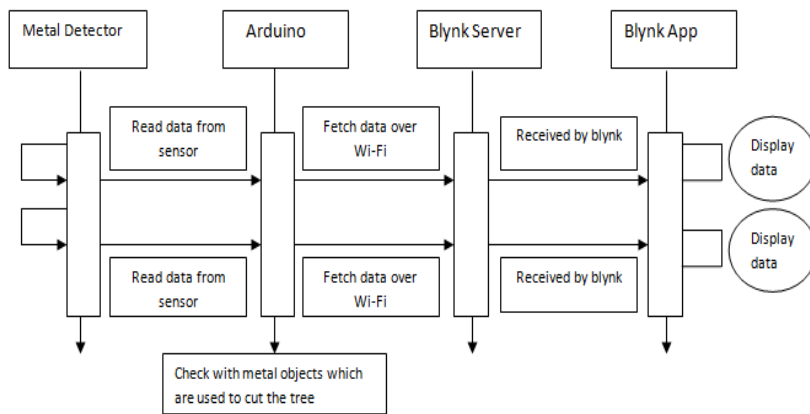 Metal Detector
Arduino
Blynk Server
Blynk App
Read data from
sensor
Fetch data over
Wi-Fi
Received by blynk
Display
data
Display
data
Read data from
sensor
Fetch data over
Wi-Fi
Received by blynk
Check with metal objects which
are used to cut the tree